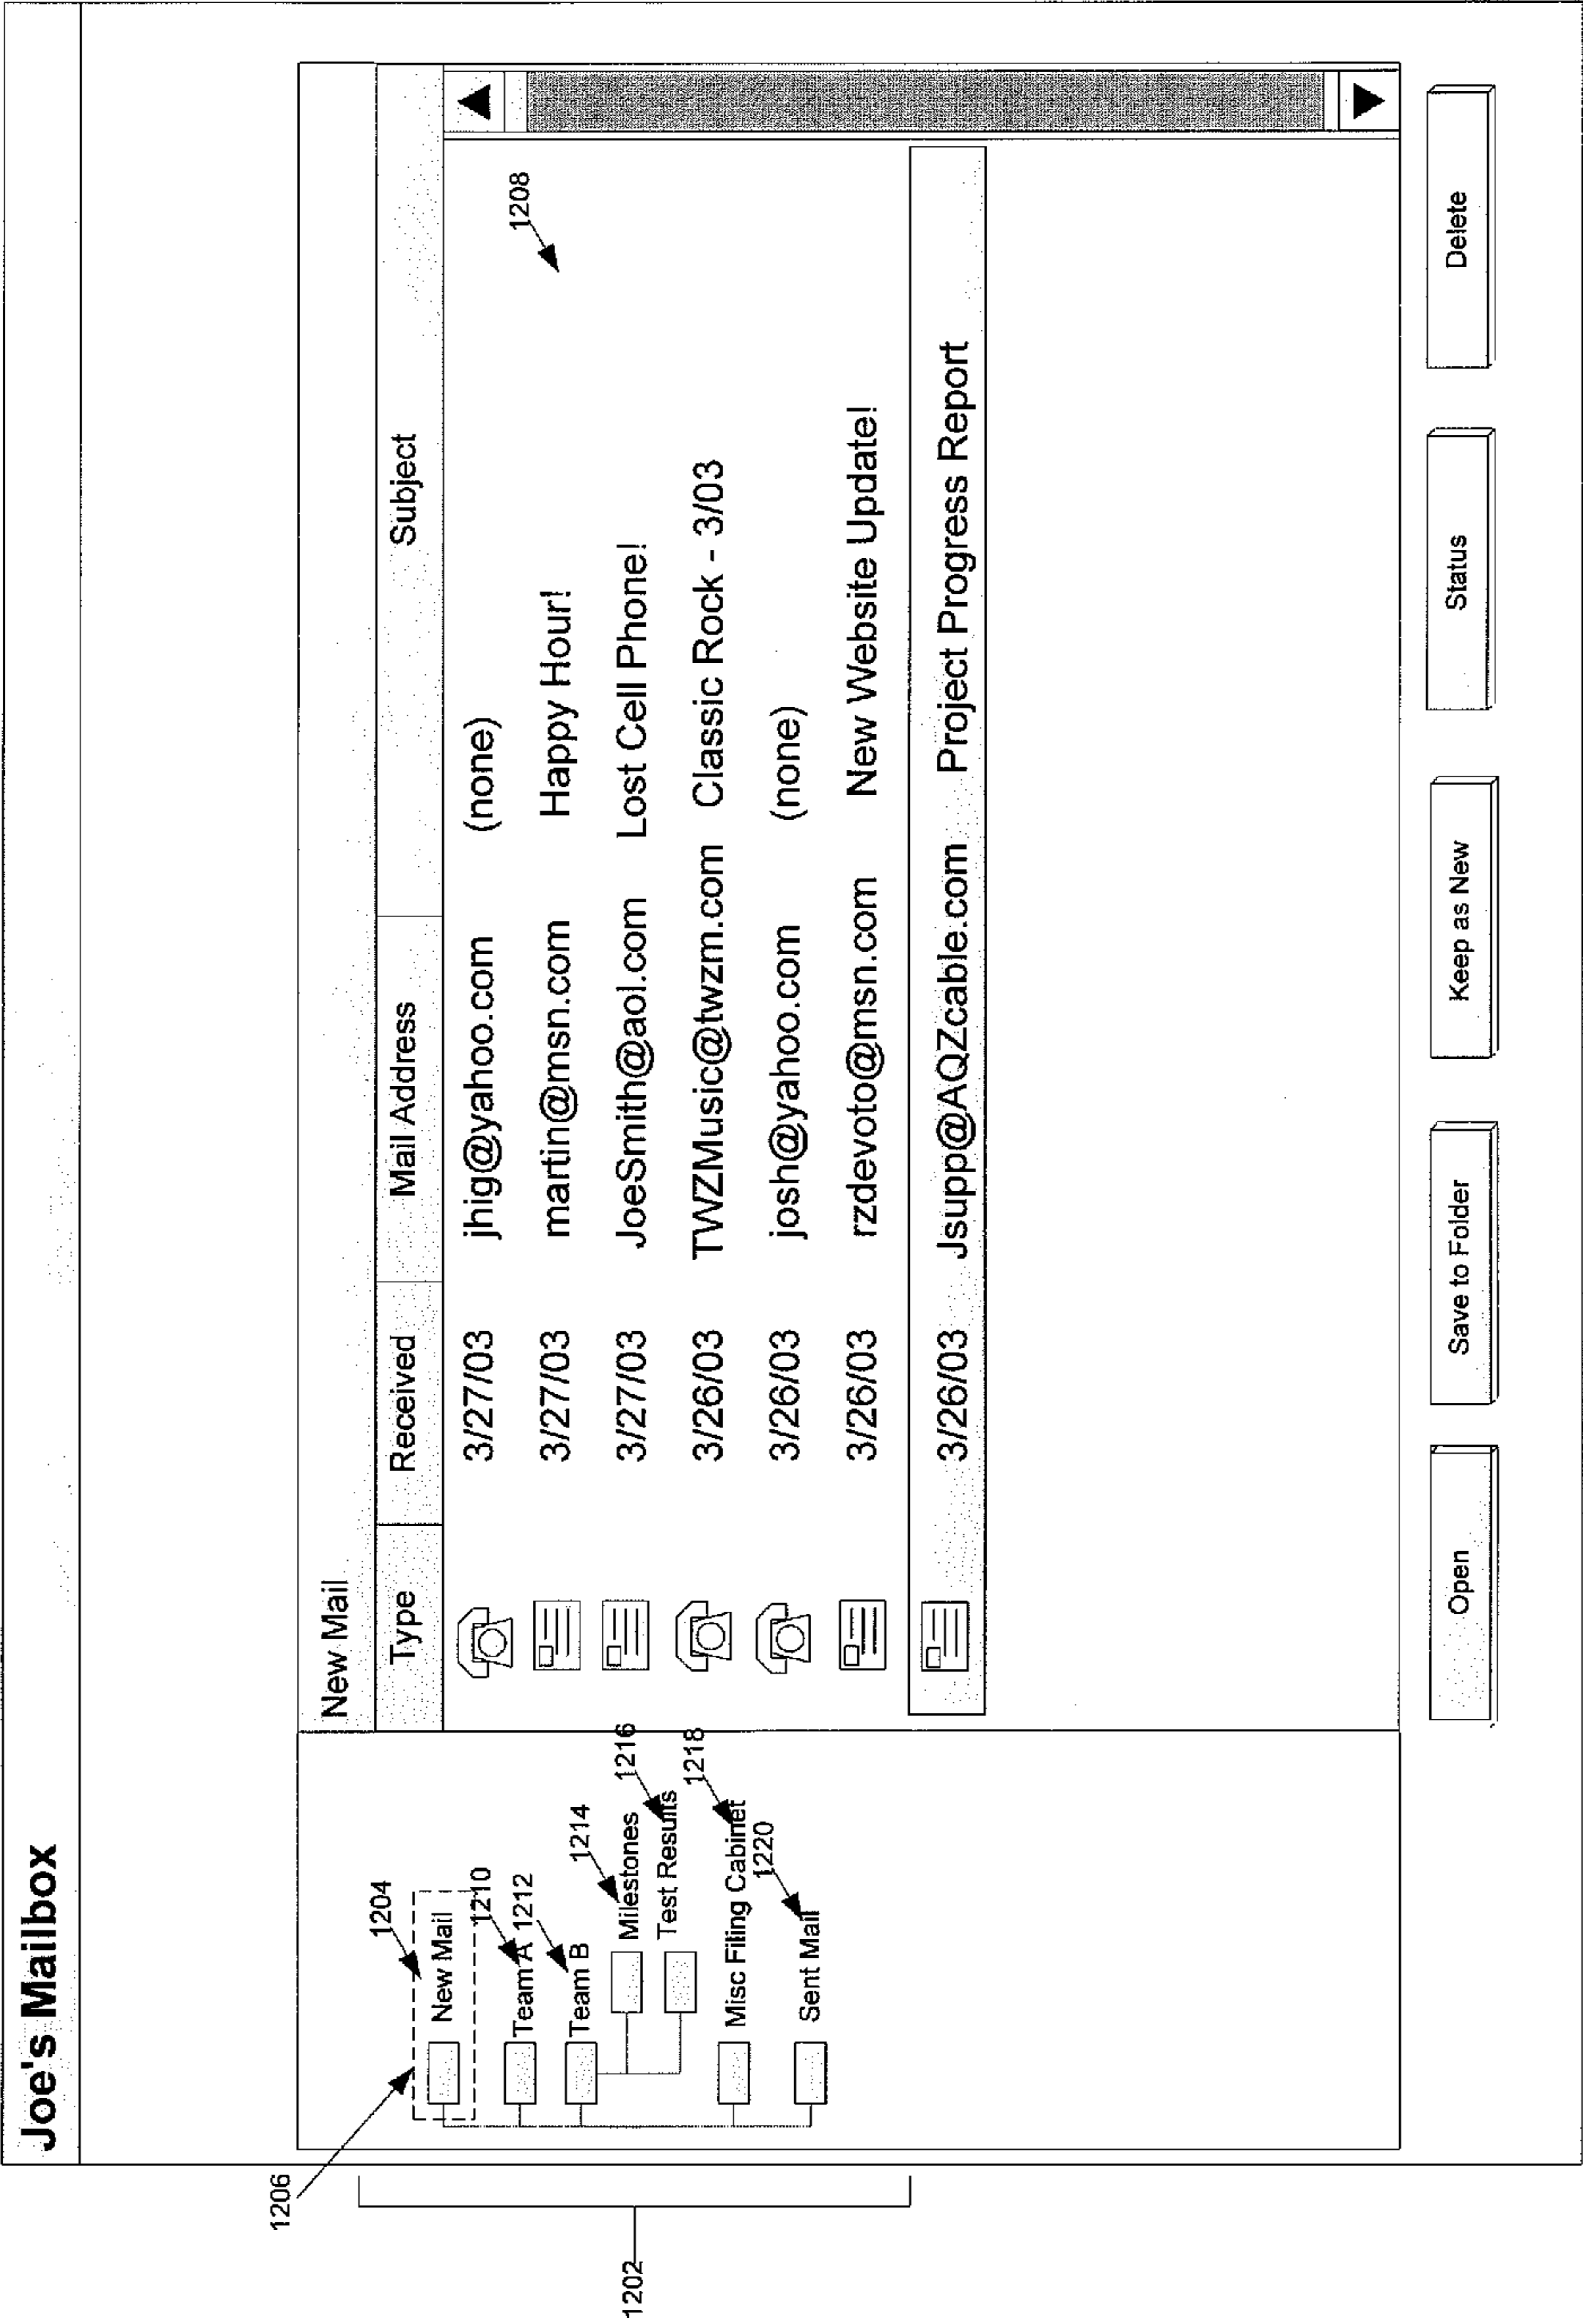 Joe's Mailbox
1206
1202
1204
New Mail
1210
Team A
1212
Team B
1214
Milestones
1216
Test Results
1218
Misc Filing Cabinet
1220
Sent Mail
New Mail
Type Received Mail Address Subject
3/27/03 jhig@yahoo.com (none)
1208
3/27/03 martin@msn.com Happy Hour!
3/27/03 JoeSmith@aol.com Lost Cell Phone!
3/26/03 TWZMusic@twzm.com Classic Rock - 3/03
3/26/03 josh@yahoo.com (none)
3/26/03 rzdevoto@msn.com New Website Update!
3/26/03 Jsupp@AQZcable.com Project Progress Report
Open Save to Folder Keep as New Status Delete